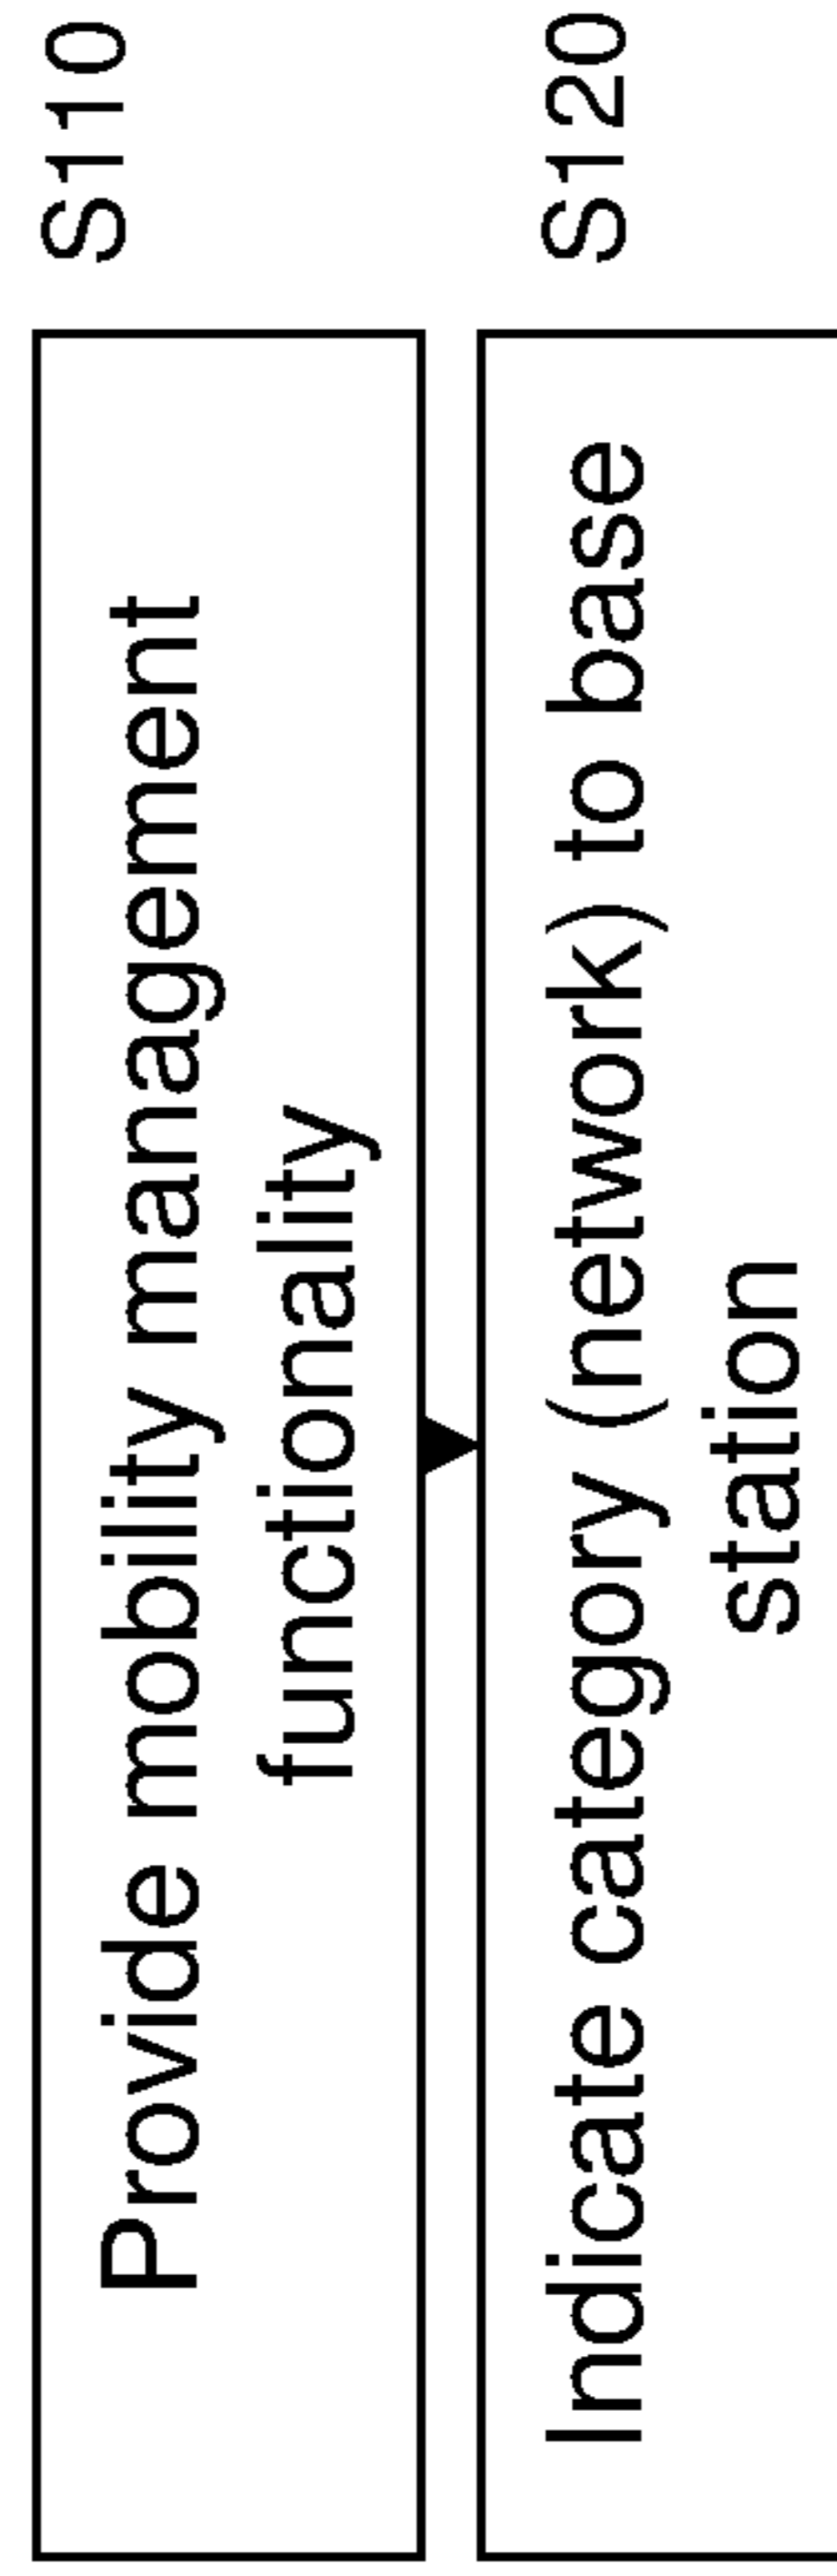 Provide mobility management
functionality
S110
Indicate category (network) to base
station
S120